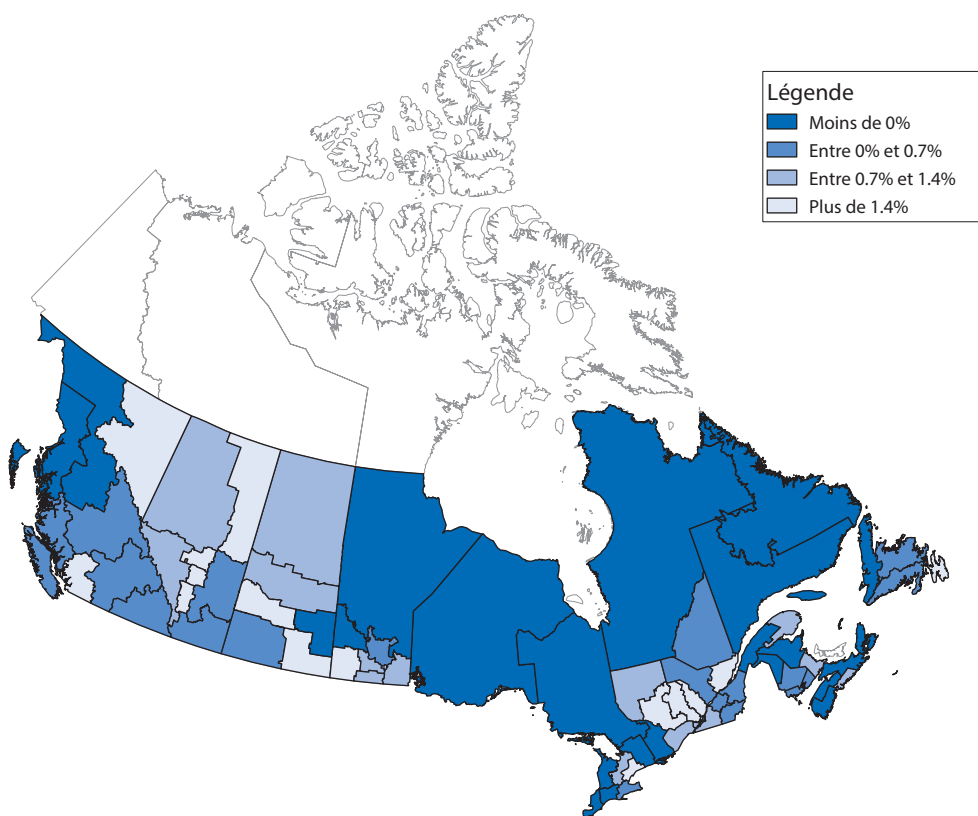 Légende
Moins de 0%
Entre 0% et 0.7%
Entre 0.7% et 1.4%
Plus de 1.4%